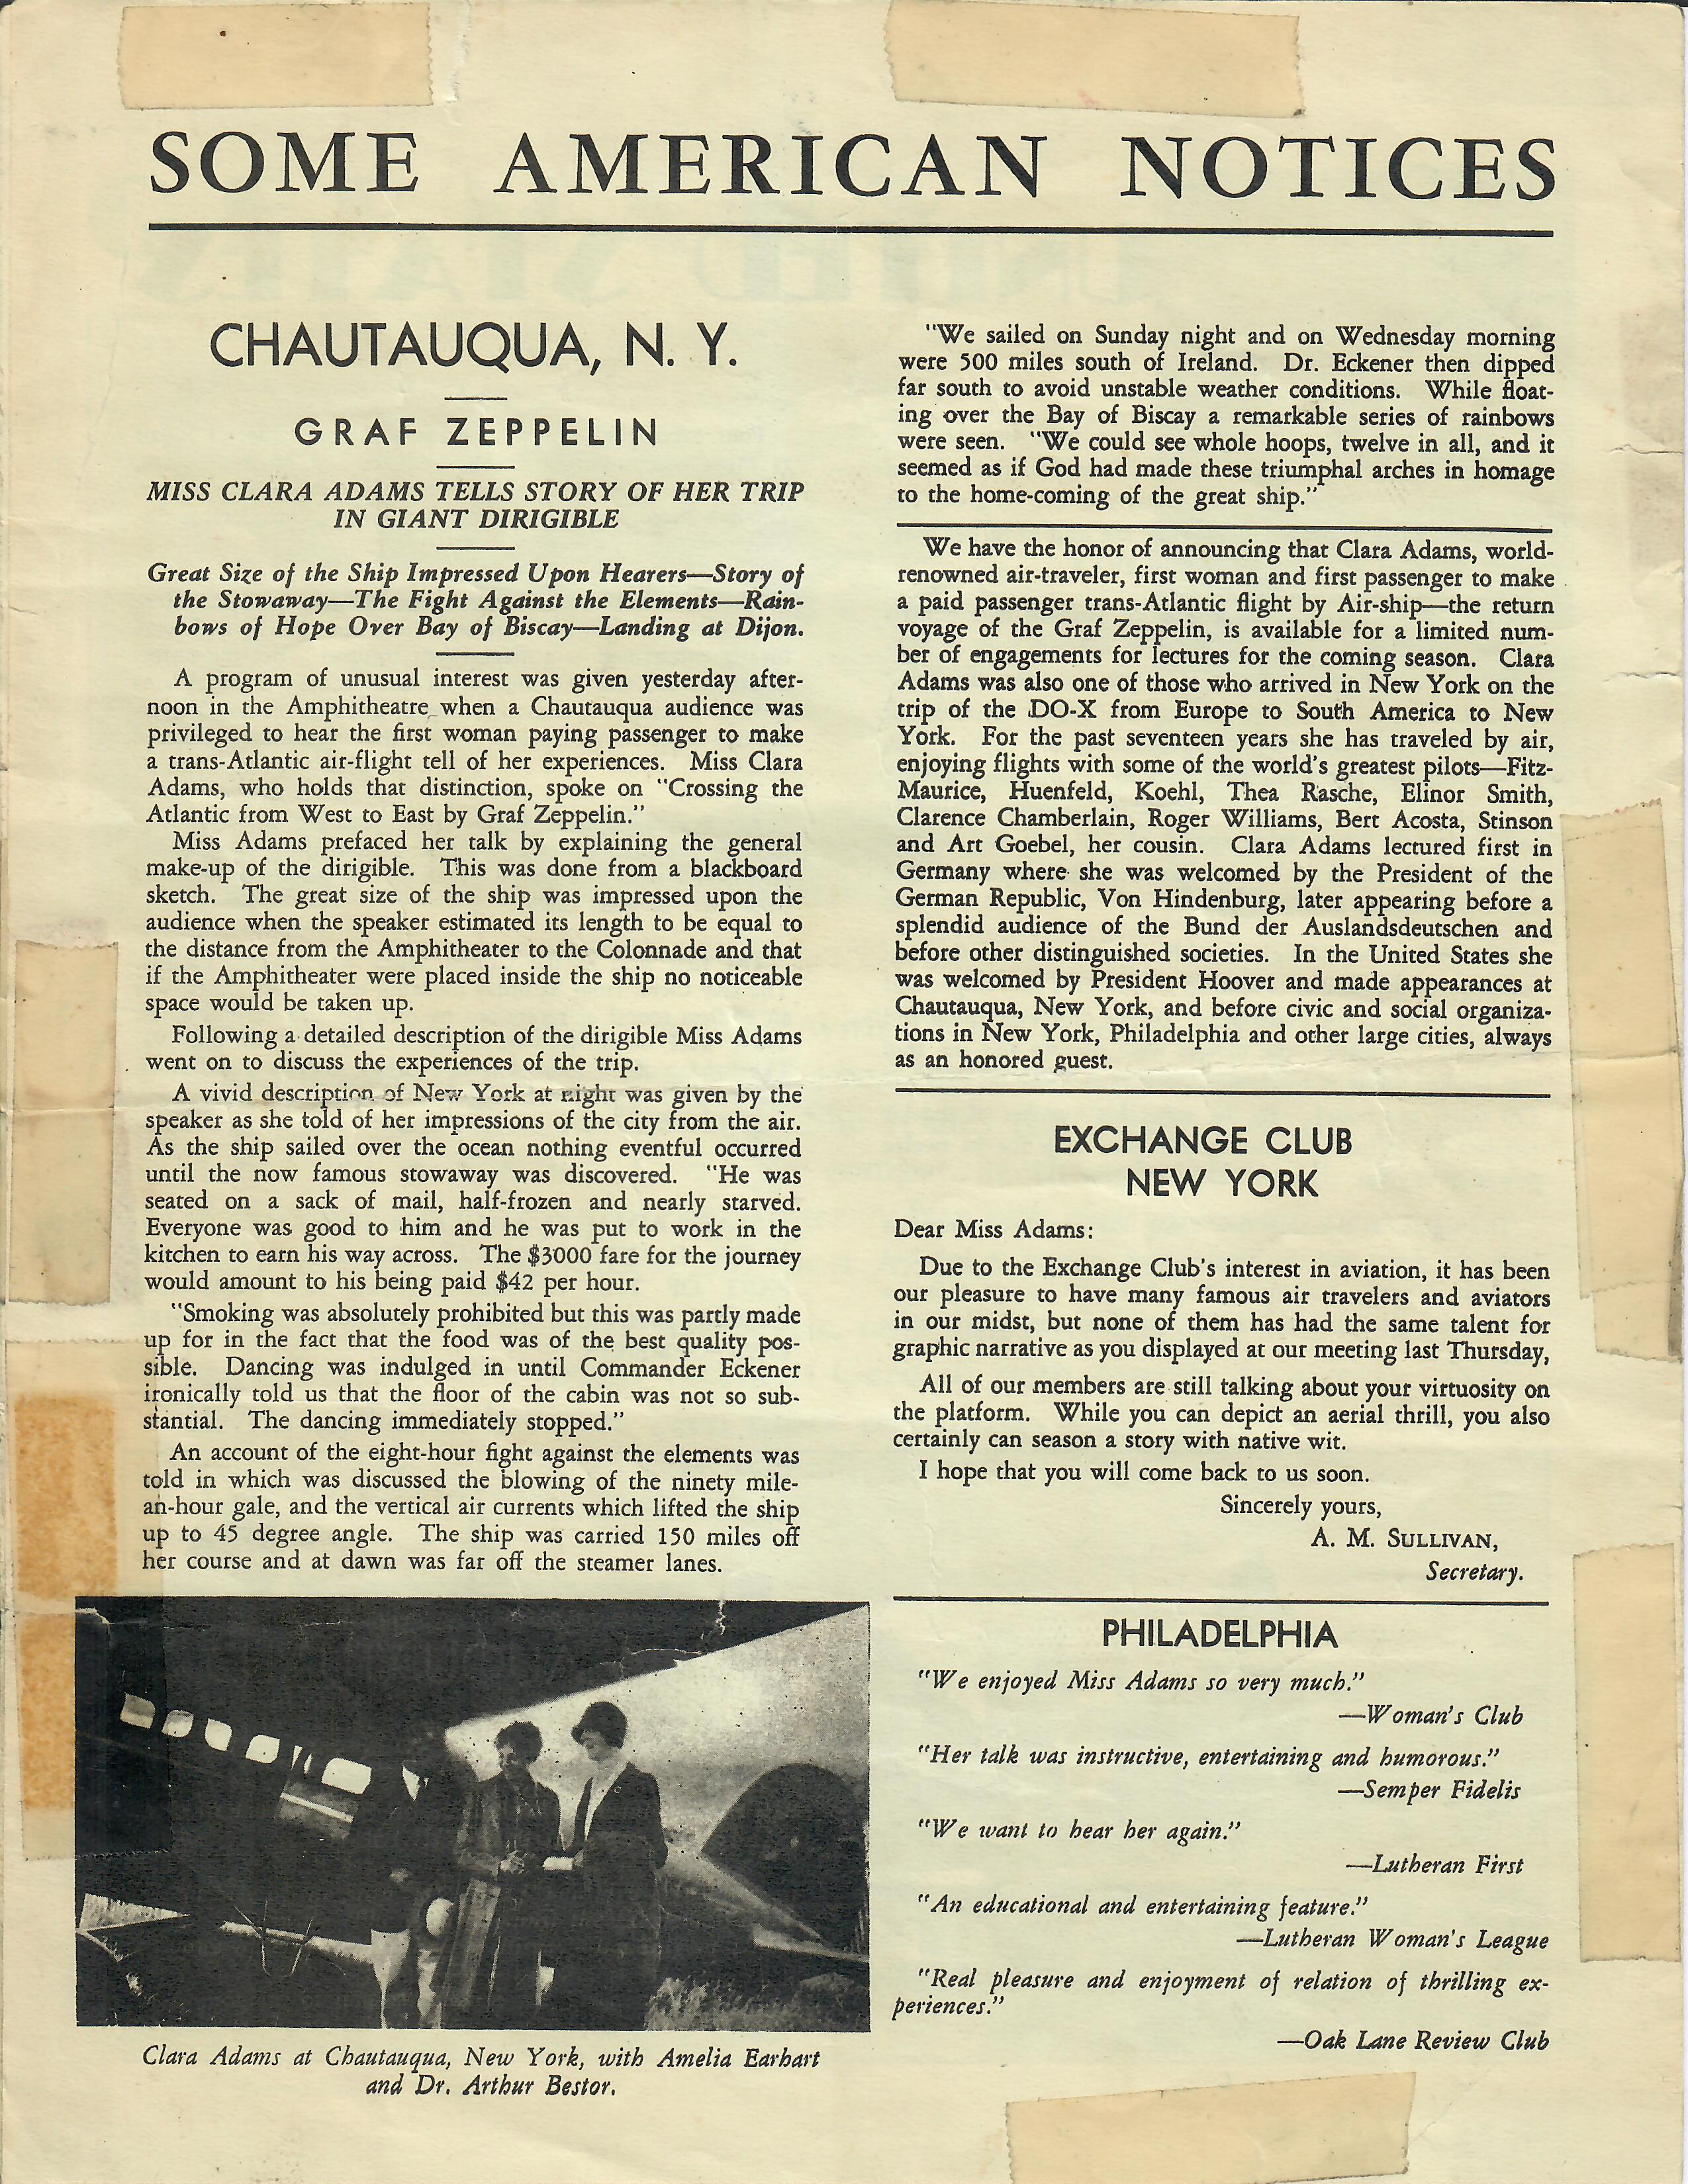 SOME AMERICAN NOTICES
CHAUTAUQUA, N. Y.
GRAF ZEPPELIN
MISS CLARA ADAMS TELLS STORY OF HER TRIP
IN GIANT DIRIGIBLE
Great Size of the Ship Impressed Upon Hearers—Story of
the Stowaway—The Fight Against the Elements—Rain-
bows of Hope Over Bay of Biscay—Landing at Dijon.
A program of unusual interest was given yesterday after-
noon in the Amphitheatre when a Chautauqua audience was
privileged to hear the first woman paying passenger to make
a trans-Atlantic air-flight tell of her experiences. Miss Clara
Adams, who holds that distinction, spoke on "Crossing the
Atlantic from West to East by Graf Zeppelin."
Miss Adams prefaced her talk by explaining the general
make-up of the dirigible. This was done from a blackboard
sketch. The great size of the ship was impressed upon the
audience when the speaker estimated its length to be equal to
the distance from the Amphitheater to the Colonnade and that
if the Amphitheater were placed inside the ship no noticeable
space would be taken up.
Following a detailed description of the dirigible Miss Adams
went on to discuss the experiences of the trip.
A vivid description of New York at night was given by the
speaker as she told of her impressions of the city from the air.
As the ship sailed over the ocean nothing eventful occurred
until the now famous stowaway was discovered. "He was
seated on a sack of mail, half-frozen and nearly starved.
Everyone was good to him and he was put to work in the
kitchen to earn his way across. The $3000 fare for the journey
would amount to his being paid $42 per hour.
"Smoking was absolutely prohibited but this was partly made
up for in the fact that the food was of the best quality pos-
sible. Dancing was indulged in until Commander Eckener
ironically told us that the floor of the cabin was not so sub-
stantial. The dancing immediately stopped."
An account of the eight-hour fight against the elements was
told in which was discussed the blowing of the ninety mile-
an-hour gale, and the vertical air currents which lifted the ship
up to 45 degree angle. The ship was carried 150 miles off
her course and at dawn was far off the steamer lanes.
Clara Adams at Chautauqua, New York, with Amelia Earhart
and Dr. Arthur Bestor.
"We sailed on Sunday night and on Wednesday morning
were 500 miles south of Ireland. Dr. Eckener then dipped
far south to avoid unstable weather conditions. While float-
ing over the Bay of Biscay a remarkable series of rainbows
were seen. "We could see whole hoops, twelve in all, and it
seemed as if God had made these triumphal arches in homage
to the home-coming of the great ship."
We have the honor of announcing that Clara Adams, world-
renowned air-traveler, first woman and first passenger to make
a paid passenger trans-Atlantic flight by Air-ship—the return
voyage of the Graf Zeppelin, is available for a limited num-
ber of engagements for lectures for the coming season. Clara
Adams was also one of those who arrived in New York on the
trip of the DO-X from Europe to South America to New
York. For the past seventeen years she has traveled by air,
enjoying flights with some of the world's greatest pilots—Fitz-
Maurice, Huenfeld, Koehl, Thea Rasche, Elinor Smith,
Clarence Chamberlain, Roger Williams, Bert Acosta, Stinson
and Art Goebel, her cousin. Clara Adams lectured first in
Germany where she was welcomed by the President of the
German Republic, Von Hindenburg, later appearing before a
splendid audience of the Bund der Auslandsdeutschen and
before other distinguished societies. In the United States she
was welcomed by President Hoover and made appearances at
Chautauqua, New York, and before civic and social organiza-
tions in New York, Philadelphia and other large cities, always
as an honored guest.
EXCHANGE CLUB
NEW YORK
Dear Miss Adams:
Due to the Exchange Club's interest in aviation, it has been
our pleasure to have many famous air travelers and aviators
in our midst, but none of them has had the same talent for
graphic narrative as you displayed at our meeting last Thursday,
All of our members are still talking about your virtuosity on
the platform. While you can depict an aerial thrill, you also
certainly can season a story with native wit.
I hope that you will come back to us soon.
Sincerely yours,
A. M. SULLIVAN,
Secretary.
PHILADELPHIA
"We enjoyed Miss Adams so very much."
—Woman's Club
"Her talk was instructive, entertaining and humorous."
—Semper Fidelis
"We want to hear her again."
—Lutheran First
"An educational and entertaining feature."
—Lutheran Woman's League
"Real pleasure and enjoyment of relation of thrilling ex-
periences."
—Oak Lane Review Club